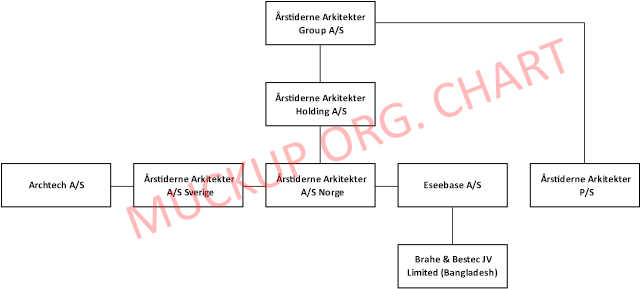 Årstiderne Arkitekter
Group A/S
Årstiderne Arkitekter
Holding A/S
Archtech A/S
Årstiderne Arkitekter
A/S Sverige
Årstiderne Arkitekter
A/S Norge
Eseebase A/S
Årstiderne Arkitekter
P/S
Brahe & Bestec JV
Limited (Bangladesh)
MUCKUP ORG. CHART